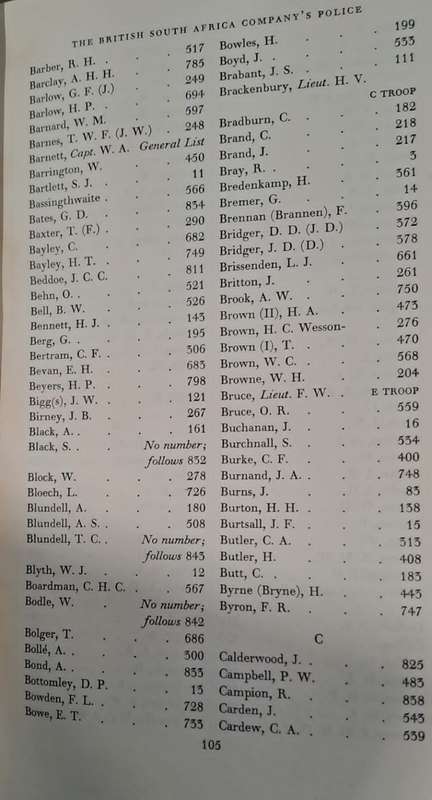 THE BRITISH SOUTH AFRICA COMPANY'S POLICE
Barber, R. H. . . 517
Barclay, A. H. H. . 785
Barlow, G. F. (J.) . 249
Barlow, H. P. . . 694
Barnard, W. M. . 597
Barnes, T. W. F. (J. W.) . 248
Barnett, Capt. W. A. General List
Barrington, W. . 450
Bartlett, S. J. . . 11
Bassingthwaite . . 566
Bates, G. D. . . 834
Baxter, T. (F.) . . 290
Bayley, C. . . 682
Bayley, H. T. . . 749
Beddoe, J. C. C. . . 811
Behn, O. . . . 521
Bell, B. W. . . 526
Bennett, H. J. . . 143
Berg, G. . . . 195
Bertram, C. F. . . 306
Bevan, E. H. . . 683
Beyers, H. P. . . 798
Bigg(s), J. W. . . 121
Birney, J. B. . . 267
Black, A. . . . 161
Black, S. . . No number;
follows 832
Block, W. . . . 278
Bloech, L. . . . 726
Blundell, A. . . . 180
Blundell, A. S. . . . 508
Blundell, T. C. . . No number;
follows 843
Blyth, W. J. . . . 12
Boardman, C. H. C. . . 567
Bodle, W. . . No number;
follows 842
Bolger, T. . . . 686
Bollé, A. . . . 300
Bond, A. . . . 833
Bottomley, D. P. . . 13
Bowden, F. L. . . . 728
Bowe, E. T. . . . 733
Bowles, H. . . . 199
Boyd, J. . . . 533
Brabant, J. S. . . . 111
Brackenbury, Lieut. H. V.
C TROOP
Bradburn, C. . . . 182
Brand, C. . . . 218
Brand, J. . . . 217
Bray, R. . . . 3
Bredenkamp, H. . . 361
Bremer, G. . . . 14
Brennan (Brannen), F. . 396
Bridger, D. D. (J. D.) . 372
Bridger, J. D. (D.) . . 378
Brissenden, L. J. . . 661
Britton, J. . . . 261
Brook, A. W. . . . 750
Brown (II), H. A. . . 473
Brown, H. C. Wesson- . 276
Brown (I), T. . . . 470
Brown, W. C. . . . 568
Browne, W. H. . . 204
Bruce, Lieut. F. W. . E TROOP
Bruce, O. R. . . . 559
Buchanan, J. . . . 16
Burchnall, S. . . . 534
Burke, C. F. . . . 400
Burnand, J. A. . . . 748
Burns, J. . . . 83
Burton, H. H. . . . 138
Burtsall, J. F. . . . 15
Butler, C. A. . . . 313
Butler, H. . . . 408
Butt, C. . . . 183
Byrne (Bryne), H. . . 443
Byron, F. R. . . . 747
C
Calderwood, J. . . . 825
Campbell, P. W. . . 483
Campion, R. . . . 838
Carden, J. . . . 543
Cardew, C. A. . . . 539
105